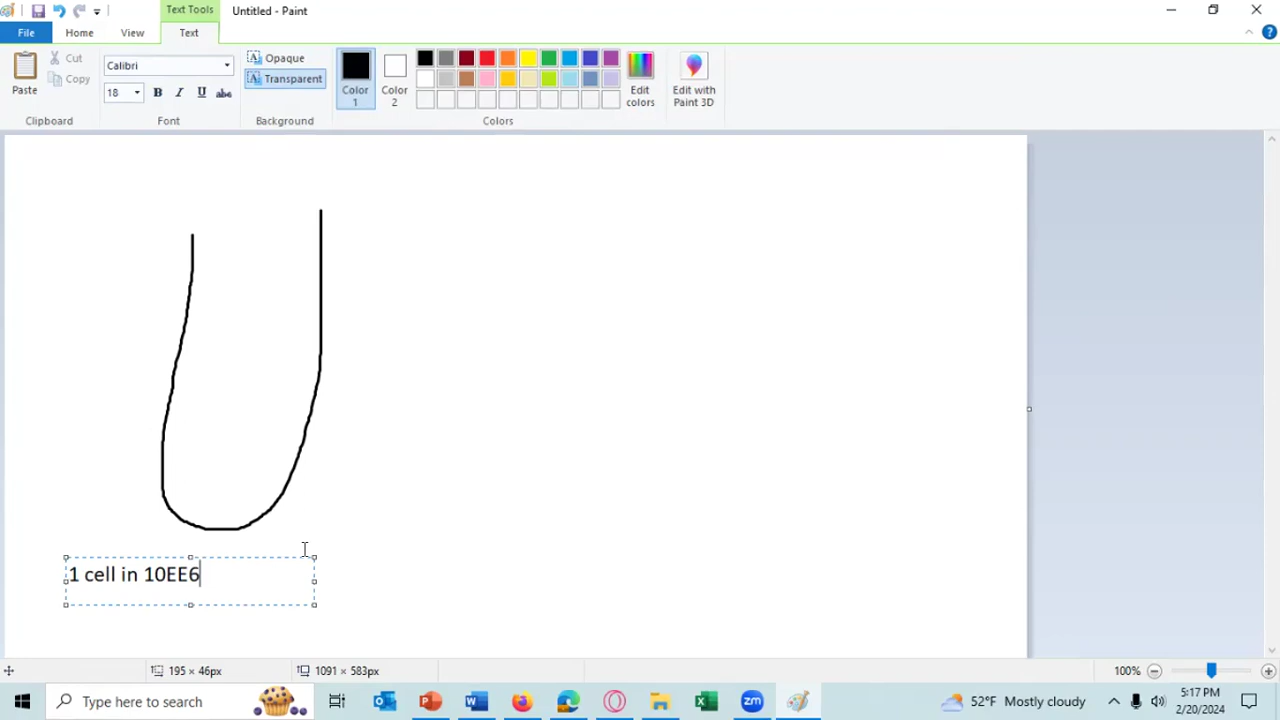 Text Tools
Untitled - Paint
File
Home
View
Text
Paste
Cut
Copy
Clipboard
Calibri
18
B
I
U
abc
Font
Opaque
Transparent
Background
Color 1
Color 2
Edit colors
Colors
Edit with Paint 3D
1 cell in 10EE6
195 × 46px
1091 × 583px
100%
Type here to search
zm
52°F Mostly cloudy
5:17 PM
2/20/2024